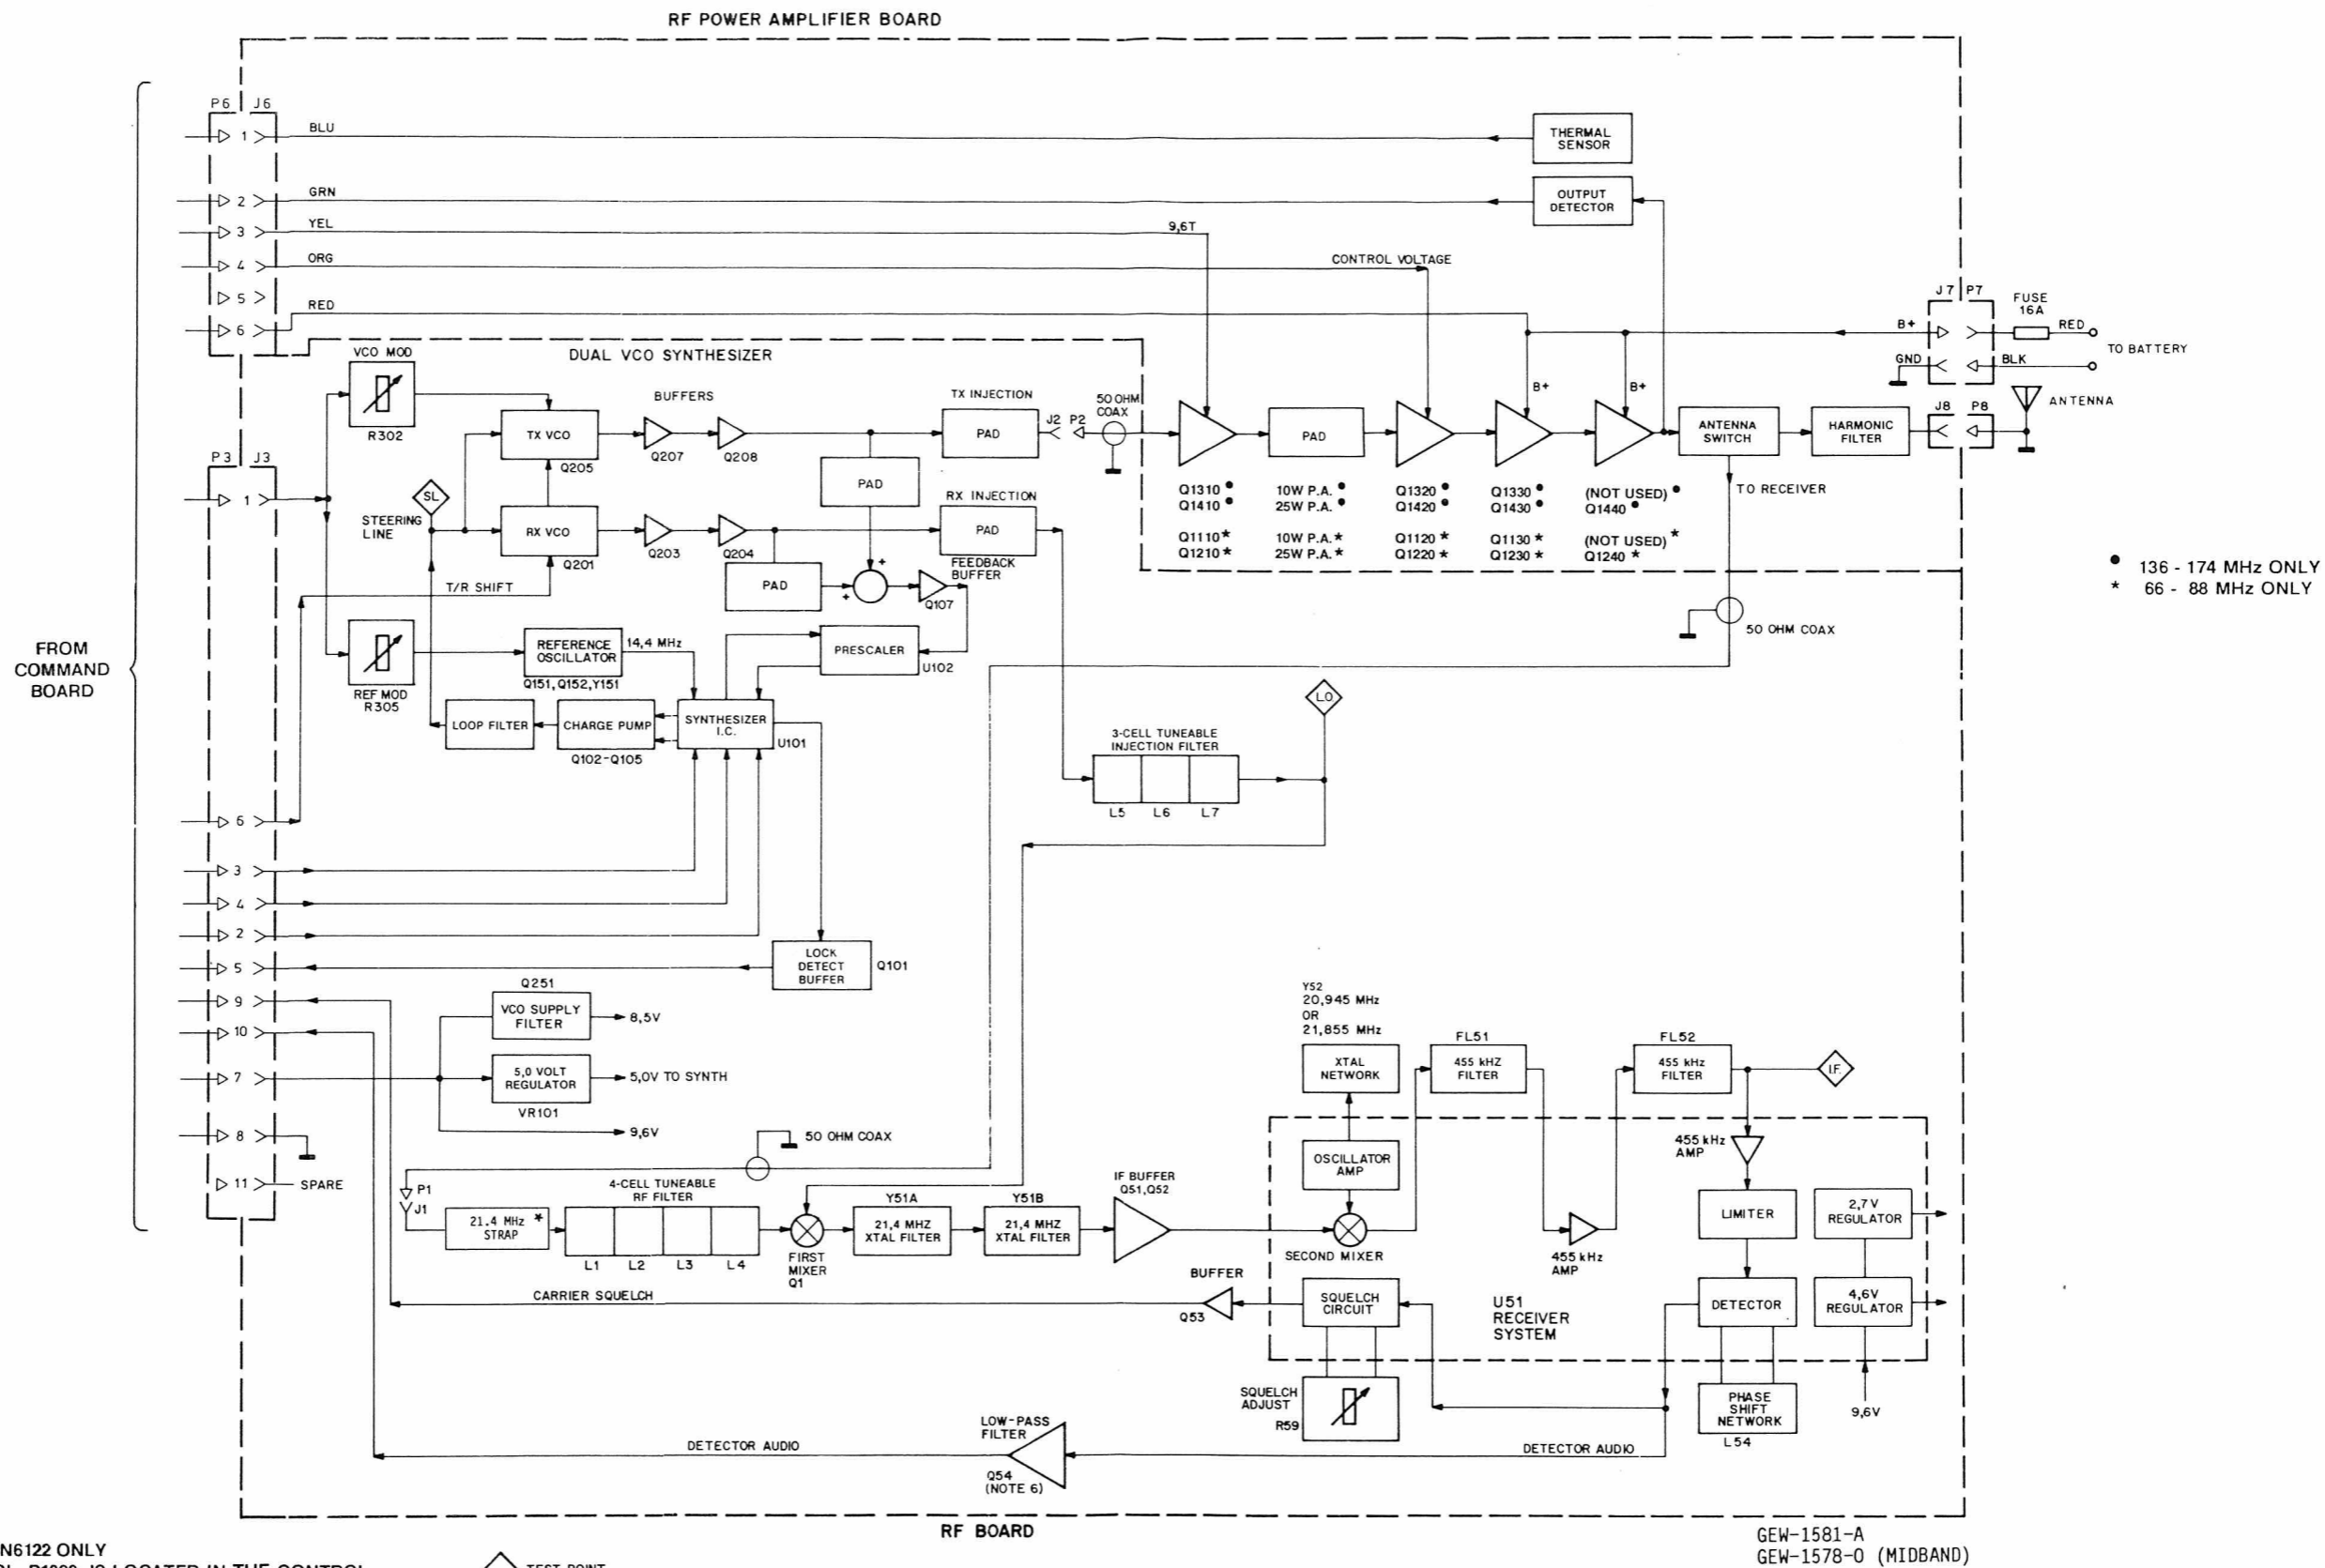 RF POWER AMPLIFIER BOARD
P6 J6
1
BLU
THERMAL
SENSOR
2
GRN
OUTPUT
DETECTOR
3
YEL
9,6T
4
ORG
CONTROL VOLTAGE
5
6
RED
J7 P7
FUSE
16A
B+
RED
TO BATTERY
GND
BLK
B+
B+
J8 P8
ANTENNA
DUAL VCO SYNTHESIZER
VCO MOD
R302
BUFFERS
TX VCO
Q205
Q207
Q208
TX INJECTION
PAD
J2 P2
50 OHM
COAX
PAD
ANTENNA
SWITCH
HARMONIC
FILTER
TO RECEIVER
P3 J3
1
SL
STEERING
LINE
RX VCO
Q201
Q203
Q204
PAD
RX INJECTION
PAD
FEEDBACK
BUFFER
PAD
+
+
Q107
T/R SHIFT
Q1310 ●
Q1410 ●
Q1110 *
Q1210 *
10W P.A. ●
25W P.A. ●
10W P.A. *
25W P.A. *
Q1320 ●
Q1420 ●
Q1120 *
Q1220 *
Q1330 ●
Q1430 ●
Q1130 *
Q1230 *
(NOT USED) ●
Q1440 ●
(NOT USED) *
Q1240 *
● 136 - 174 MHz ONLY
* 66 - 88 MHz ONLY
FROM
COMMAND
BOARD
REF MOD
R305
REFERENCE
OSCILLATOR
14,4 MHz
Q151, Q152, Y151
PRESCALER
U102
50 OHM COAX
LOOP FILTER
CHARGE PUMP
Q102-Q105
SYNTHESIZER
I.C.
U101
L.O
3-CELL TUNEABLE
INJECTION FILTER
L5 L6 L7
6
3
4
2
5
LOCK
DETECT
BUFFER
Q101
9
10
7
8
11
SPARE
Q251
VCO SUPPLY
FILTER
8,5V
5,0 VOLT
REGULATOR
5,0V TO SYNTH
VR101
9,6V
50 OHM COAX
Y52
20,945 MHz
OR
21,855 MHz
XTAL
NETWORK
FL51
455 kHZ
FILTER
FL52
455 kHz
FILTER
I.F.
OSCILLATOR
AMP
455 kHz
AMP
P1
J1
21.4 MHz *
STRAP
4-CELL TUNEABLE
RF FILTER
L1 L2 L3 L4
FIRST
MIXER
Q1
Y51A
21,4 MHZ
XTAL FILTER
Y51B
21,4 MHZ
XTAL FILTER
IF BUFFER
Q51,Q52
SECOND MIXER
455 kHz
AMP
LIMITER
2,7 V
REGULATOR
CARRIER SQUELCH
BUFFER
Q53
SQUELCH
CIRCUIT
U51
RECEIVER
SYSTEM
DETECTOR
4,6V
REGULATOR
SQUELCH
ADJUST
R59
PHASE
SHIFT
NETWORK
L54
9,6V
DETECTOR AUDIO
LOW-PASS
FILTER
Q54
(NOTE 6)
DETECTOR AUDIO
RF BOARD
GEW-1581-A
GEW-1578-O (MIDBAND)
N6122 ONLY